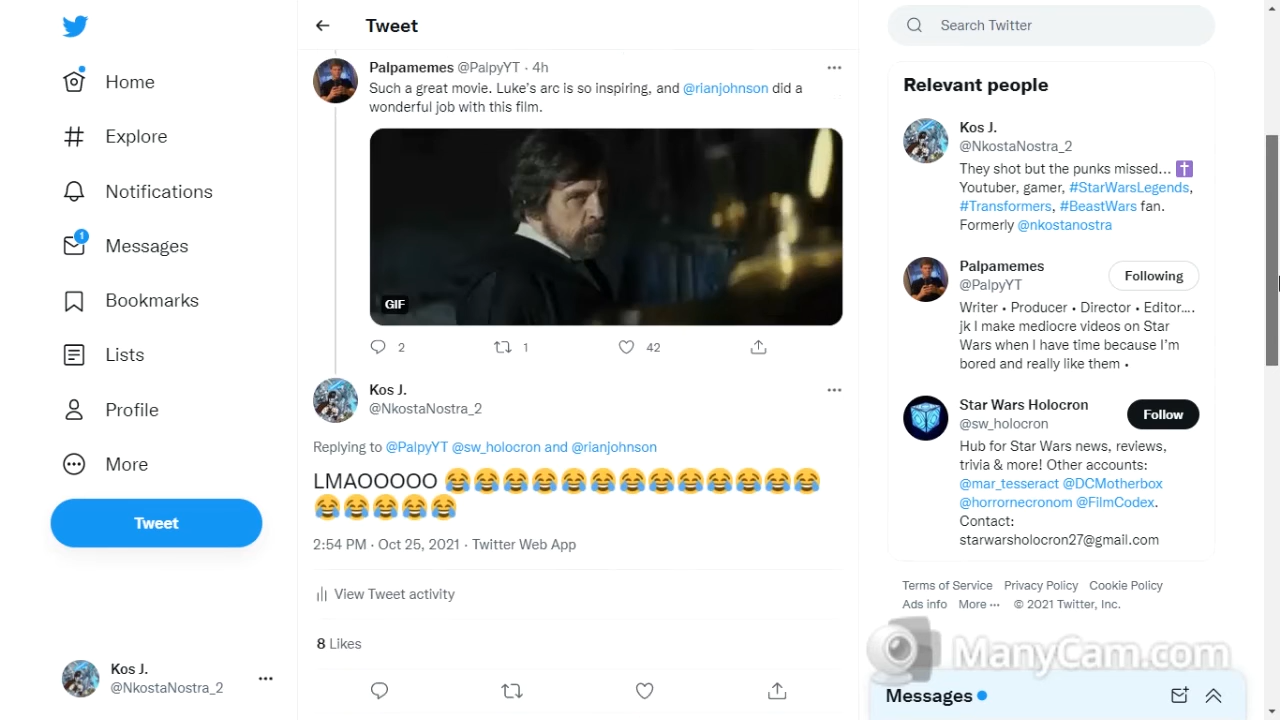 Home
Explore
Notifications
1
Messages
Bookmarks
Lists
Profile
More
Tweet
Kos J.
@NkostaNostra_2
Tweet
Palpamemes @PalpyYT · 4h
Such a great movie. Luke's arc is so inspiring, and @rianjohnson did a
wonderful job with this film.
GIF
2 1 42
Kos J.
@NkostaNostra_2
Replying to @PalpyYT @sw_holocron and @rianjohnson
LMAOOOOO 😂😂😂😂😂😂😂😂😂😂😂😂😂
😂😂😂😂😂
2:54 PM · Oct 25, 2021 · Twitter Web App
View Tweet activity
8 Likes
Search Twitter
Relevant people
Kos J.
@NkostaNostra_2
They shot but the punks missed... ✝️
Youtuber, gamer, #StarWarsLegends,
#Transformers, #BeastWars fan.
Formerly @nkostanostra
Palpamemes
@PalpyYT
Following
Writer • Producer • Director • Editor....
jk I make mediocre videos on Star
Wars when I have time because I'm
bored and really like them •
Star Wars Holocron
@sw_holocron
Follow
Hub for Star Wars news, reviews,
trivia & more! Other accounts:
@mar_tesseract @DCMotherbox
@horrornecronom @FilmCodex.
Contact:
starwarsholocron27@gmail.com
Terms of Service Privacy Policy Cookie Policy
Ads info More ··· © 2021 Twitter, Inc.
ManyCam.com
Messages